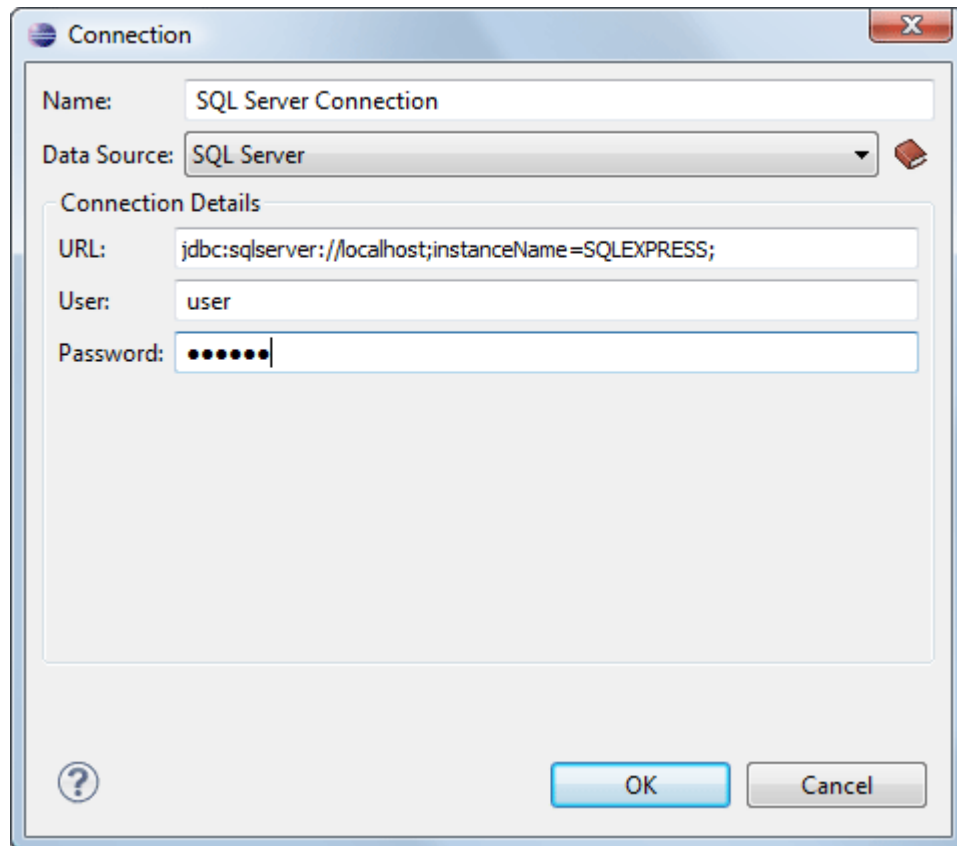 Connection
Name: SQL Server Connection
Data Source: SQL Server
Connection Details
URL: jdbc:sqlserver://localhost;instanceName=SQLEXPRESS;
User: user
Password: ●●●●●●
?
OK Cancel